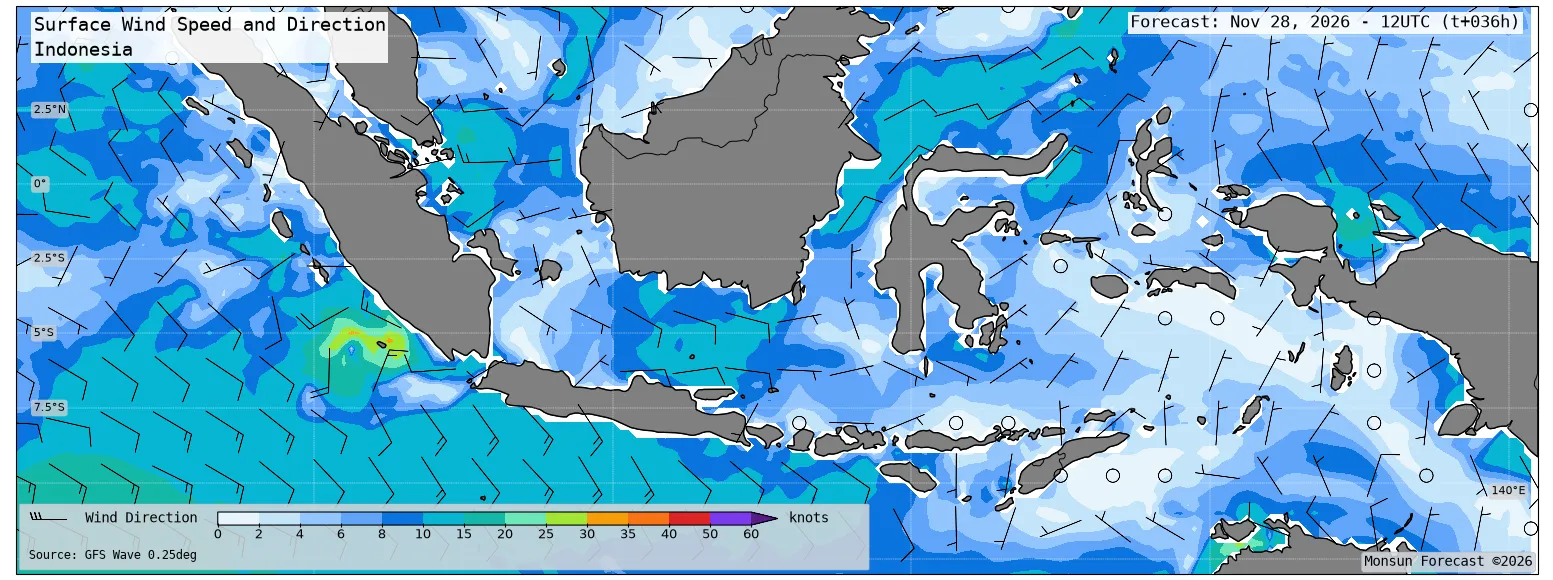 Surface Wind Speed and Direction
Indonesia
Forecast: Nov 28, 2026 - 12UTC (t+036h)
2.5°N
0°
2.5°S
5°S
7.5°S
140°E
Wind Direction
0 2 4 6 8 10 15 20 25 30 35 40 50 60
knots
Source: GFS Wave 0.25deg
Monsun Forecast ©2026